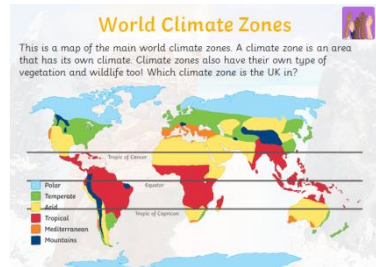 World Climate Zones
This is a map of the main world climate zones. A climate zone is an area
that has its own climate. Climate zones also have their own type of
vegetation and wildlife too! Which climate zone is the UK in?
Tropic of Cancer
Equator
Tropic of Capricorn
Polar
Temperate
Arid
Tropical
Mediterranean
Mountains